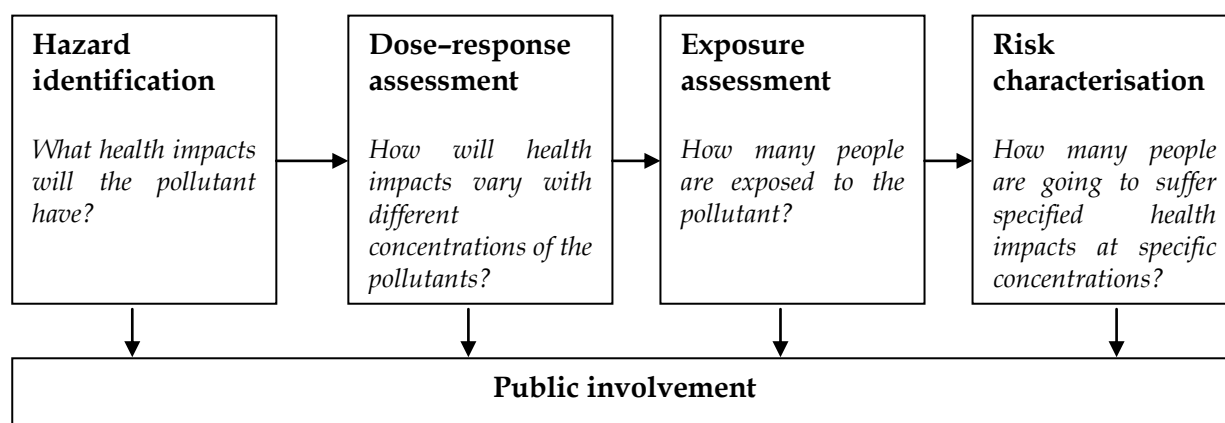 Hazard
identification
What health impacts
will the pollutant
have?
Dose–response
assessment
How will health
impacts vary with
different
concentrations of the
pollutants?
Exposure
assessment
How many people
are exposed to the
pollutant?
Risk
characterisation
How many people
are going to suffer
specified health
impacts at specific
concentrations?
Public involvement